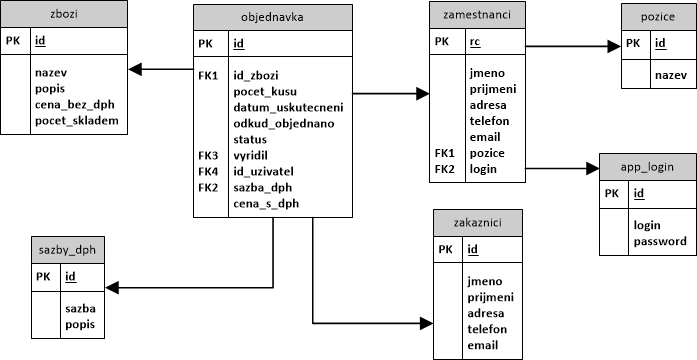 zbozi
PK id
nazev
popis
cena_bez_dph
pocet_skladem
objednavka
PK id
FK1 id_zbozi
pocet_kusu
datum_uskutecneni
odkud_objednano
status
FK3 vyridil
FK4 id_uzivatel
FK2 sazba_dph
cena_s_dph
zamestnanci
PK rc
jmeno
prijmeni
adresa
telefon
email
FK1 pozice
FK2 login
pozice
PK id
nazev
app_login
PK id
login
password
sazby_dph
PK id
sazba
popis
zakaznici
PK id
jmeno
prijmeni
adresa
telefon
email